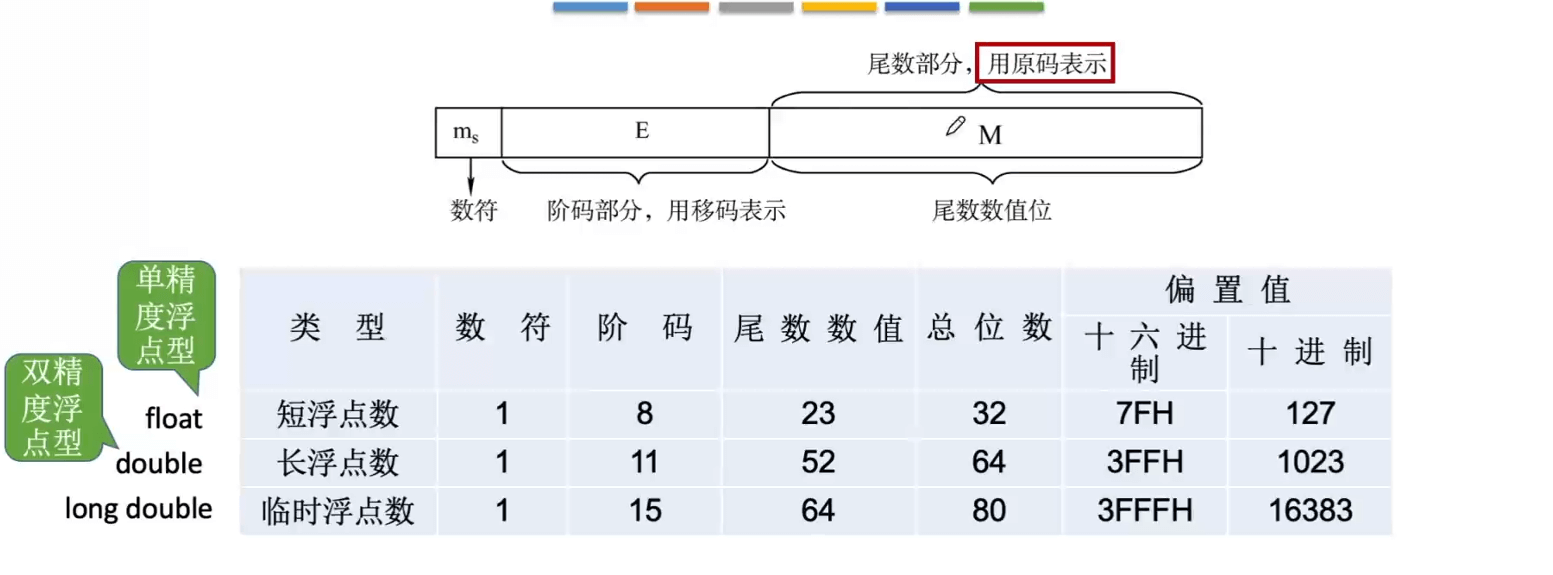 尾数部分，用原码表示
mₛ E M
数符 阶码部分，用移码表示 尾数数值位
单精
度浮
点型
双精
度浮
点型
类 型 数 符 阶 码 尾数数值 总位数 偏置值
十六进
制
十进制
float 短浮点数 1 8 23 32 7FH 127
double 长浮点数 1 11 52 64 3FFH 1023
long double 临时浮点数 1 15 64 80 3FFFH 16383